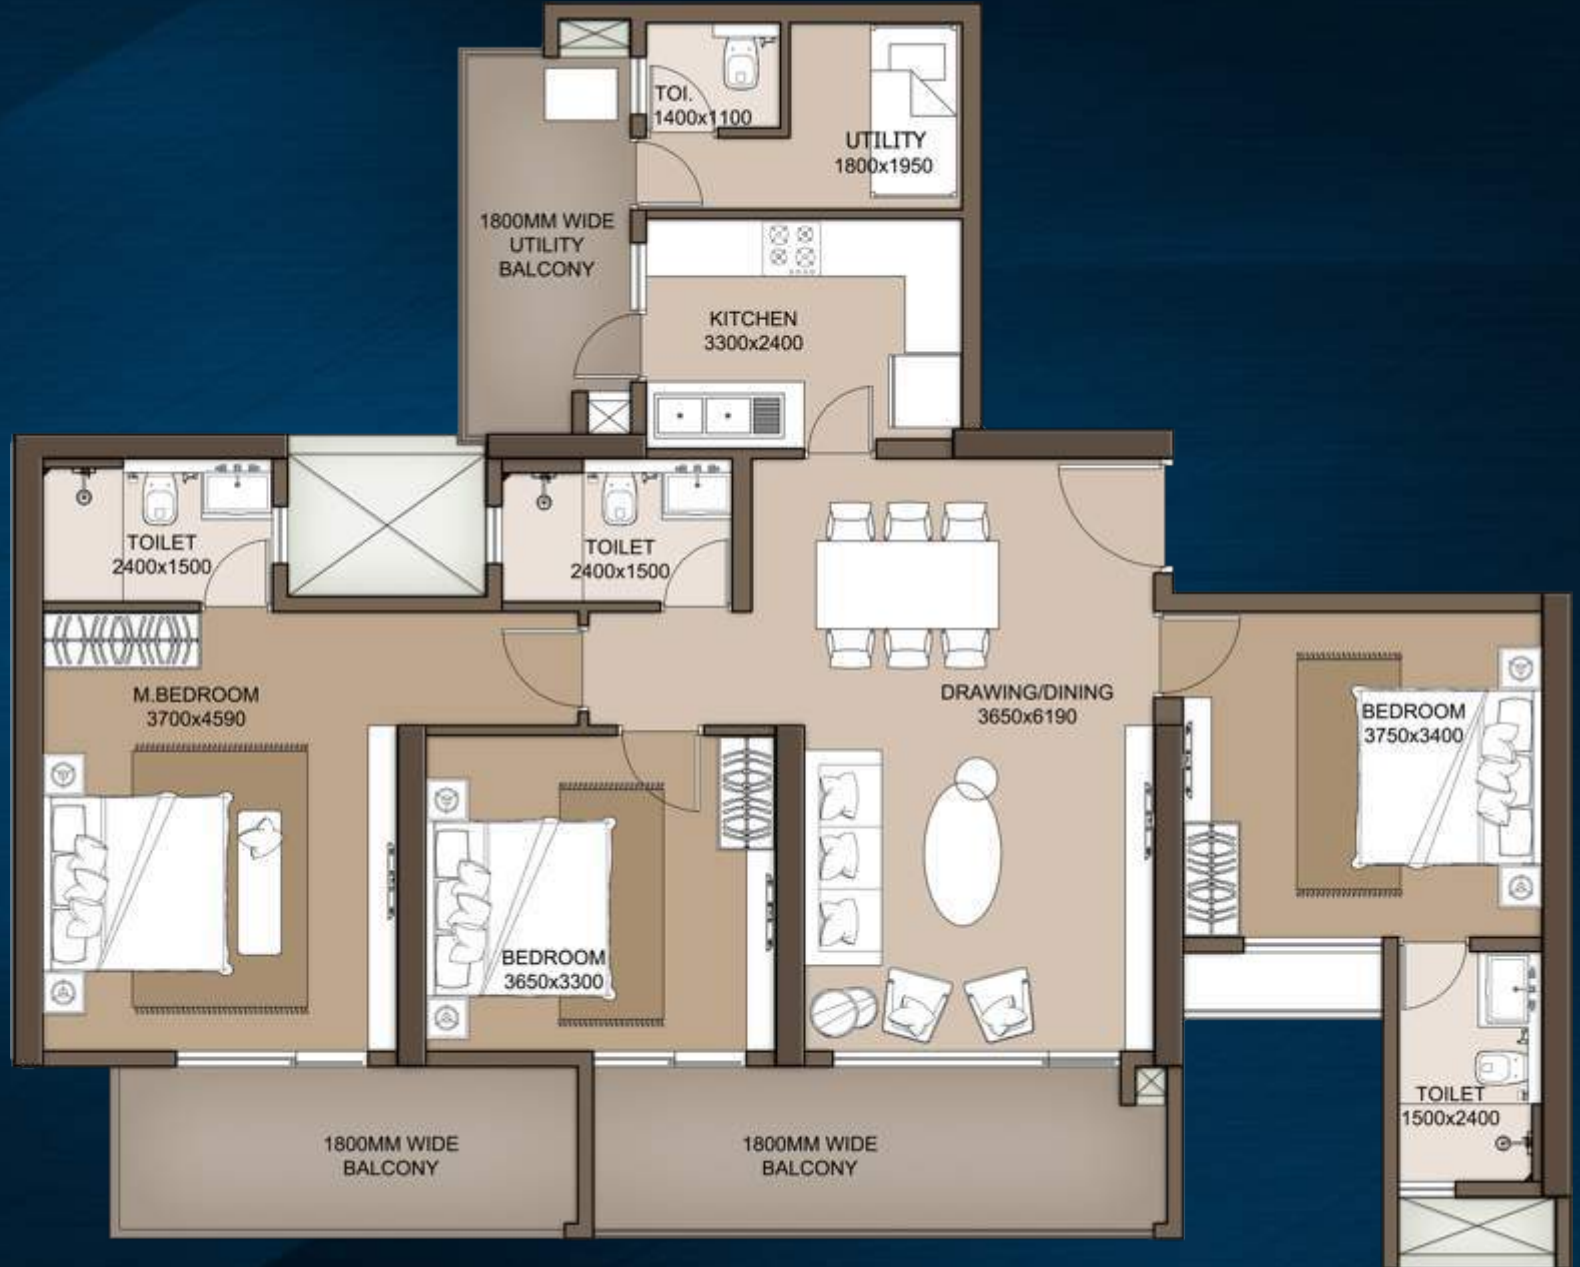 TOI.
1400x1100
UTILITY
1800x1950
1800MM WIDE
UTILITY
BALCONY
KITCHEN
3300x2400
TOILET
2400x1500
TOILET
2400x1500
M.BEDROOM
3700x4590
DRAWING/DINING
3650x6190
BEDROOM
3750x3400
BEDROOM
3650x3300
TOILET
1500x2400
1800MM WIDE
BALCONY
1800MM WIDE
BALCONY